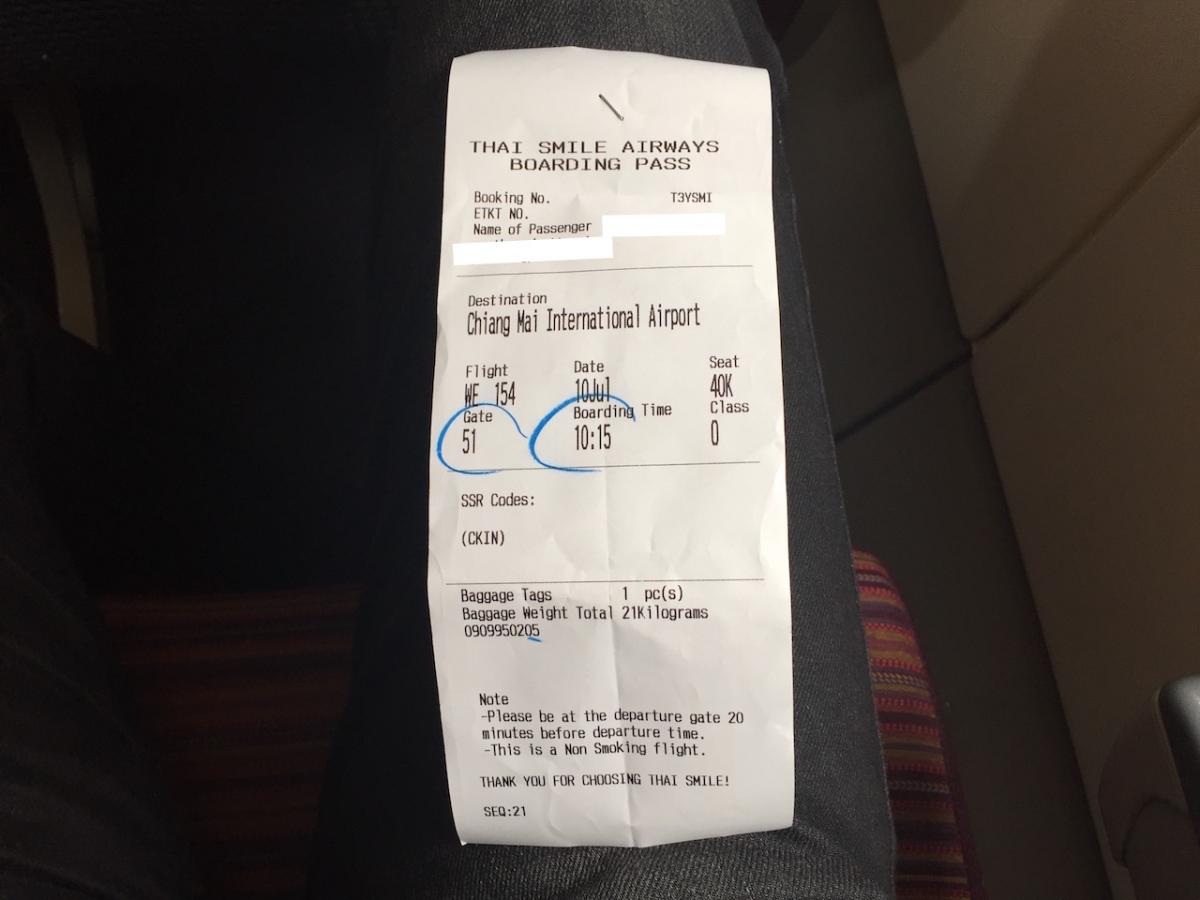 THAI SMILE AIRWAYS
BOARDING PASS
Booking No. T3YSMI
ETKT NO.
Name of Passenger
Destination
Chiang Mai International Airport
Flight Date Seat
WE 154 10Jul 40K
Gate Boarding Time Class
51 10:15 O
SSR Codes:
(CKIN)
Baggage Tags 1 pc(s)
Baggage Weight Total 21Kilograms
0909950205
Note
-Please be at the departure gate 20
minutes before departure time.
-This is a Non Smoking flight.
THANK YOU FOR CHOOSING THAI SMILE!
SEQ:21